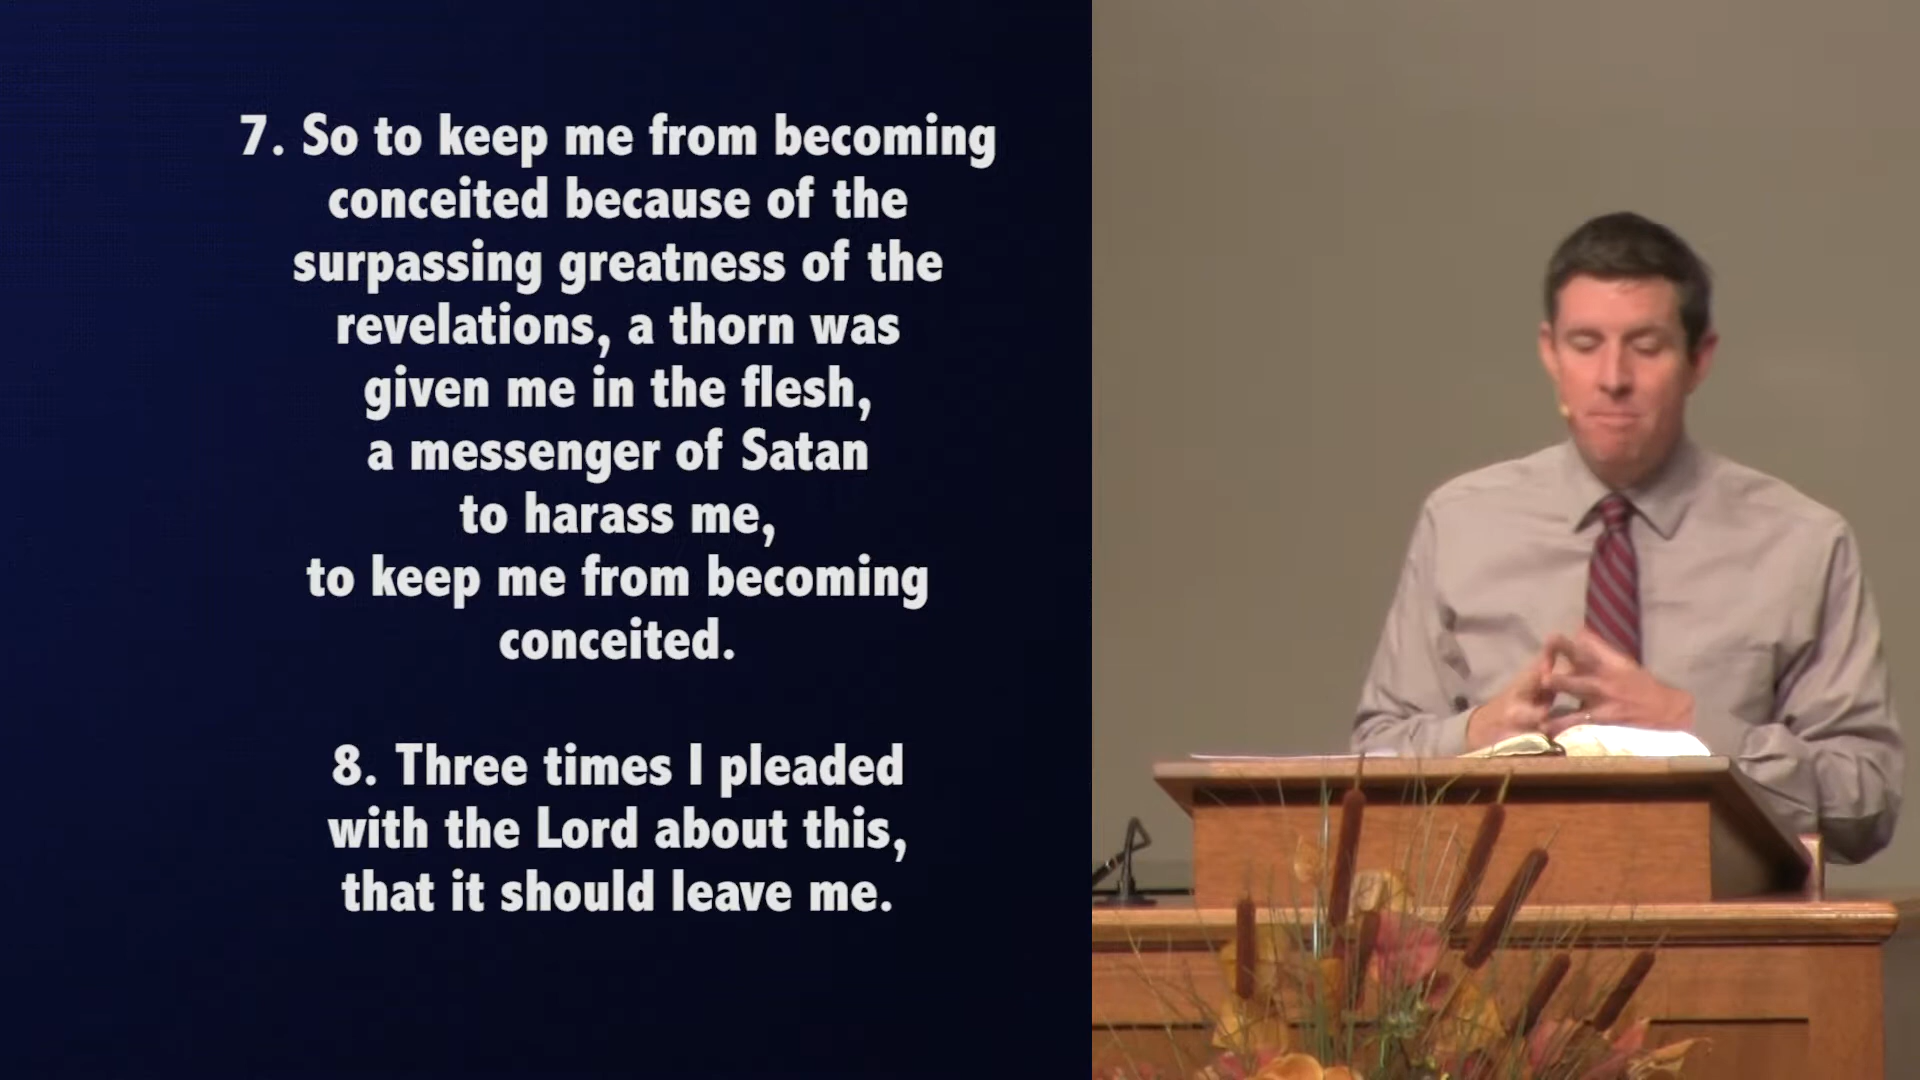 7. So to keep me from becoming
conceited because of the
surpassing greatness of the
revelations, a thorn was
given me in the flesh,
a messenger of Satan
to harass me,
to keep me from becoming
conceited.
8. Three times I pleaded
with the Lord about this,
that it should leave me.